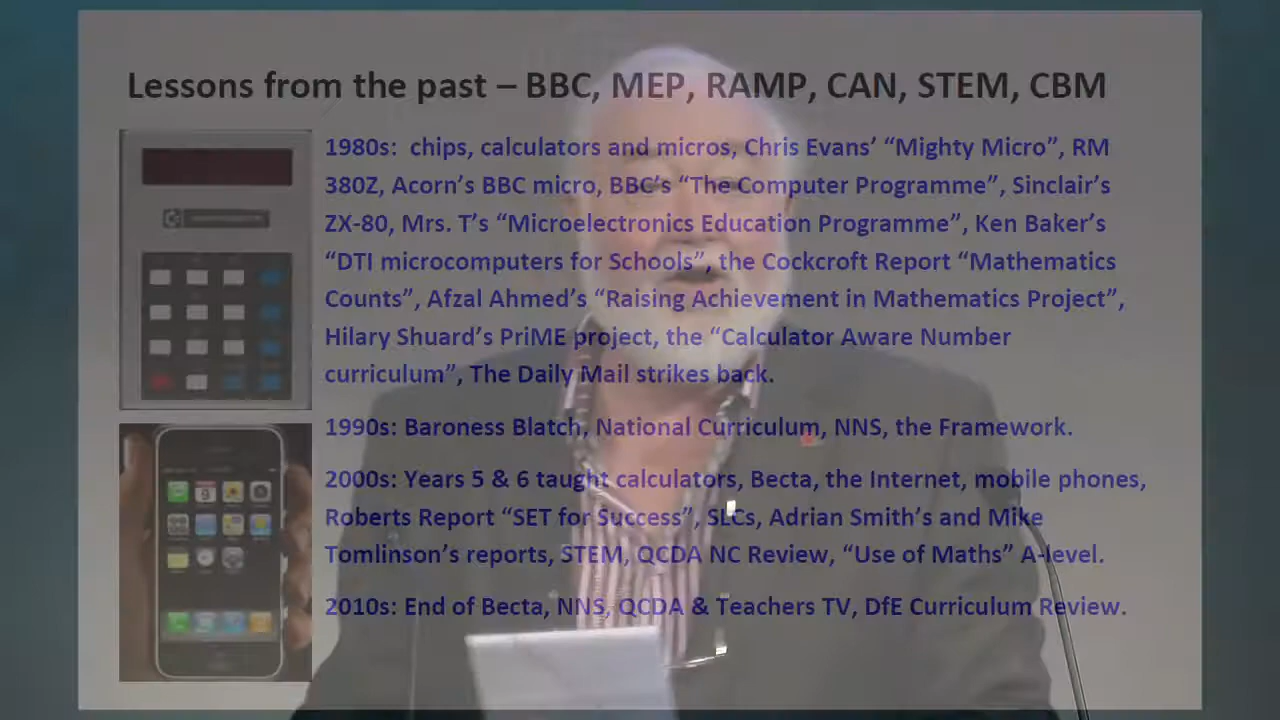 Lessons from the past – BBC, MEP, RAMP, CAN, STEM, CBM
1980s:  chips, calculators and micros, Chris Evans’ “Mighty Micro”, RM
380Z, Acorn’s BBC micro, BBC’s “The Computer Programme”, Sinclair’s
ZX-80, Mrs. T’s “Microelectronics Education Programme”, Ken Baker’s
“DTI microcomputers for Schools”, the Cockcroft Report “Mathematics
Counts”, Afzal Ahmed’s “Raising Achievement in Mathematics Project”,
Hilary Shuard’s PriME project, the “Calculator Aware Number
curriculum”, The Daily Mail strikes back.
1990s: Baroness Blatch, National Curriculum, NNS, the Framework.
2000s: Years 5 & 6 taught calculators, Becta, the Internet, mobile phones,
Roberts Report “SET for Success”, SLCs, Adrian Smith’s and Mike
Tomlinson’s reports, STEM, QCDA NC Review, “Use of Maths” A-level.
2010s: End of Becta, NNS, QCDA & Teachers TV, DfE Curriculum Review.